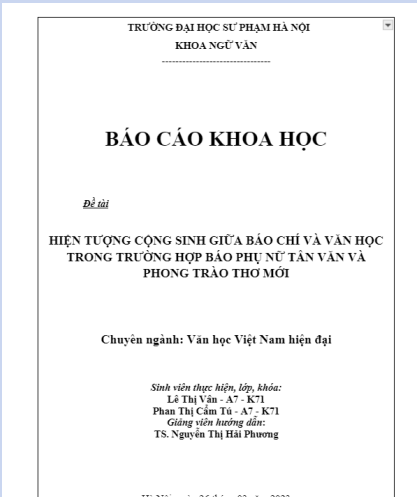 TRƯỜNG ĐẠI HỌC SƯ PHẠM HÀ NỘI
KHOA NGỮ VĂN
--------------------------------
BÁO CÁO KHOA HỌC
Đề tài
HIỆN TƯỢNG CỘNG SINH GIỮA BÁO CHÍ VÀ VĂN HỌC
TRONG TRƯỜNG HỢP BÁO PHỤ NỮ TÂN VĂN VÀ
PHONG TRÀO THƠ MỚI
Chuyên ngành: Văn học Việt Nam hiện đại
Sinh viên thực hiện, lớp, khóa:
Lê Thị Vân - A7 - K71
Phan Thị Cẩm Tú - A7 - K71
Giảng viên hướng dẫn:
TS. Nguyễn Thị Hải Phương